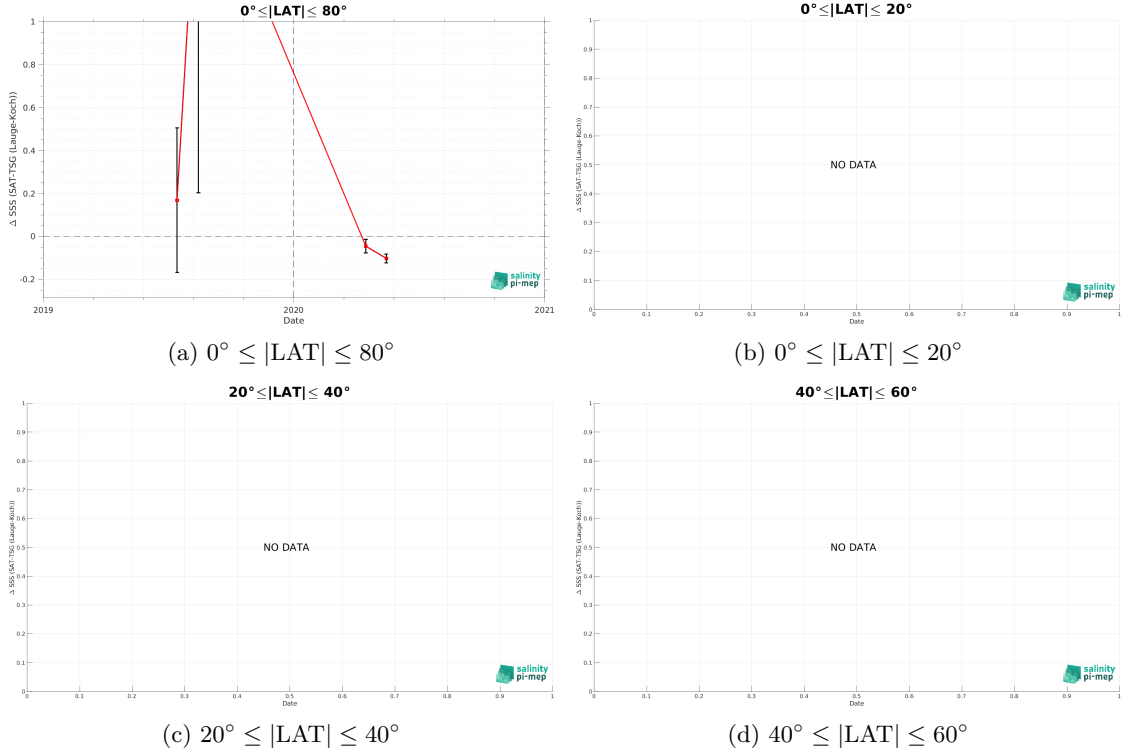 0°≤|LAT|≤ 80°
1
0.8
0.6
0.4
0.2
0
-0.2
Δ SSS (SAT-TSG (Lauge-Koch))
2019
2020
2021
Date
salinity
pi-mep
(a) 0° ≤ |LAT| ≤ 80°
0°≤|LAT|≤ 20°
1
0.9
0.8
0.7
0.6
0.5
0.4
0.3
0.2
0.1
0
Δ SSS (SAT-TSG (Lauge-Koch))
NO DATA
0
0.1
0.2
0.3
0.4
0.5
0.6
0.7
0.8
0.9
1
Date
salinity
pi-mep
(b) 0° ≤ |LAT| ≤ 20°
20°≤|LAT|≤ 40°
1
0.9
0.8
0.7
0.6
0.5
0.4
0.3
0.2
0.1
0
Δ SSS (SAT-TSG (Lauge-Koch))
NO DATA
0
0.1
0.2
0.3
0.4
0.5
0.6
0.7
0.8
0.9
1
Date
salinity
pi-mep
(c) 20° ≤ |LAT| ≤ 40°
40°≤|LAT|≤ 60°
1
0.9
0.8
0.7
0.6
0.5
0.4
0.3
0.2
0.1
0
Δ SSS (SAT-TSG (Lauge-Koch))
NO DATA
0
0.1
0.2
0.3
0.4
0.5
0.6
0.7
0.8
0.9
1
Date
salinity
pi-mep
(d) 40° ≤ |LAT| ≤ 60°